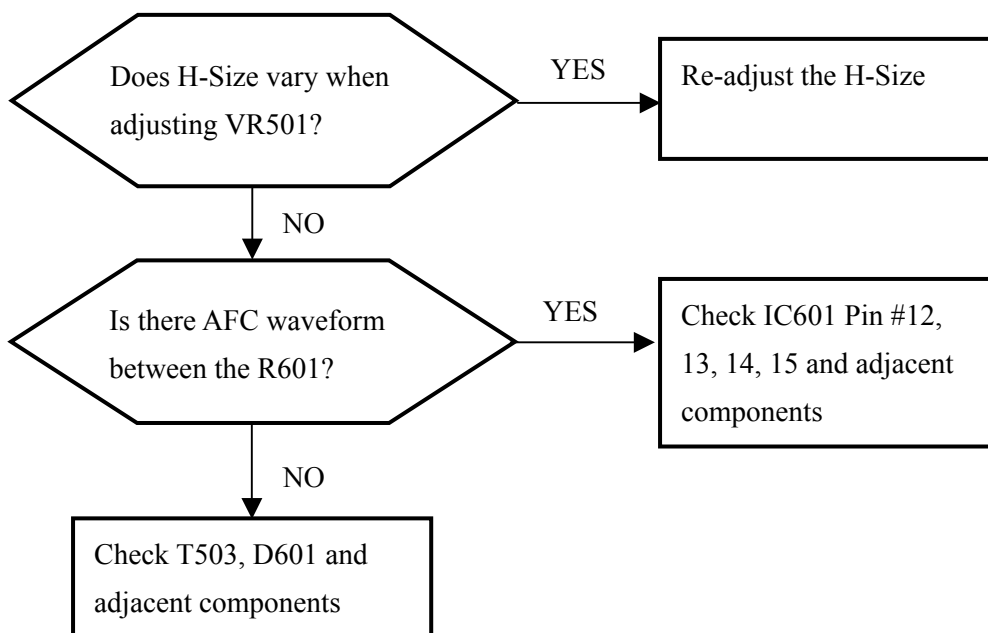 Does H-Size vary when
adjusting VR501?
YES
Re-adjust the H-Size
NO
Is there AFC waveform
between the R601?
YES
Check IC601 Pin #12,
13, 14, 15 and adjacent
components
NO
Check T503, D601 and
adjacent components